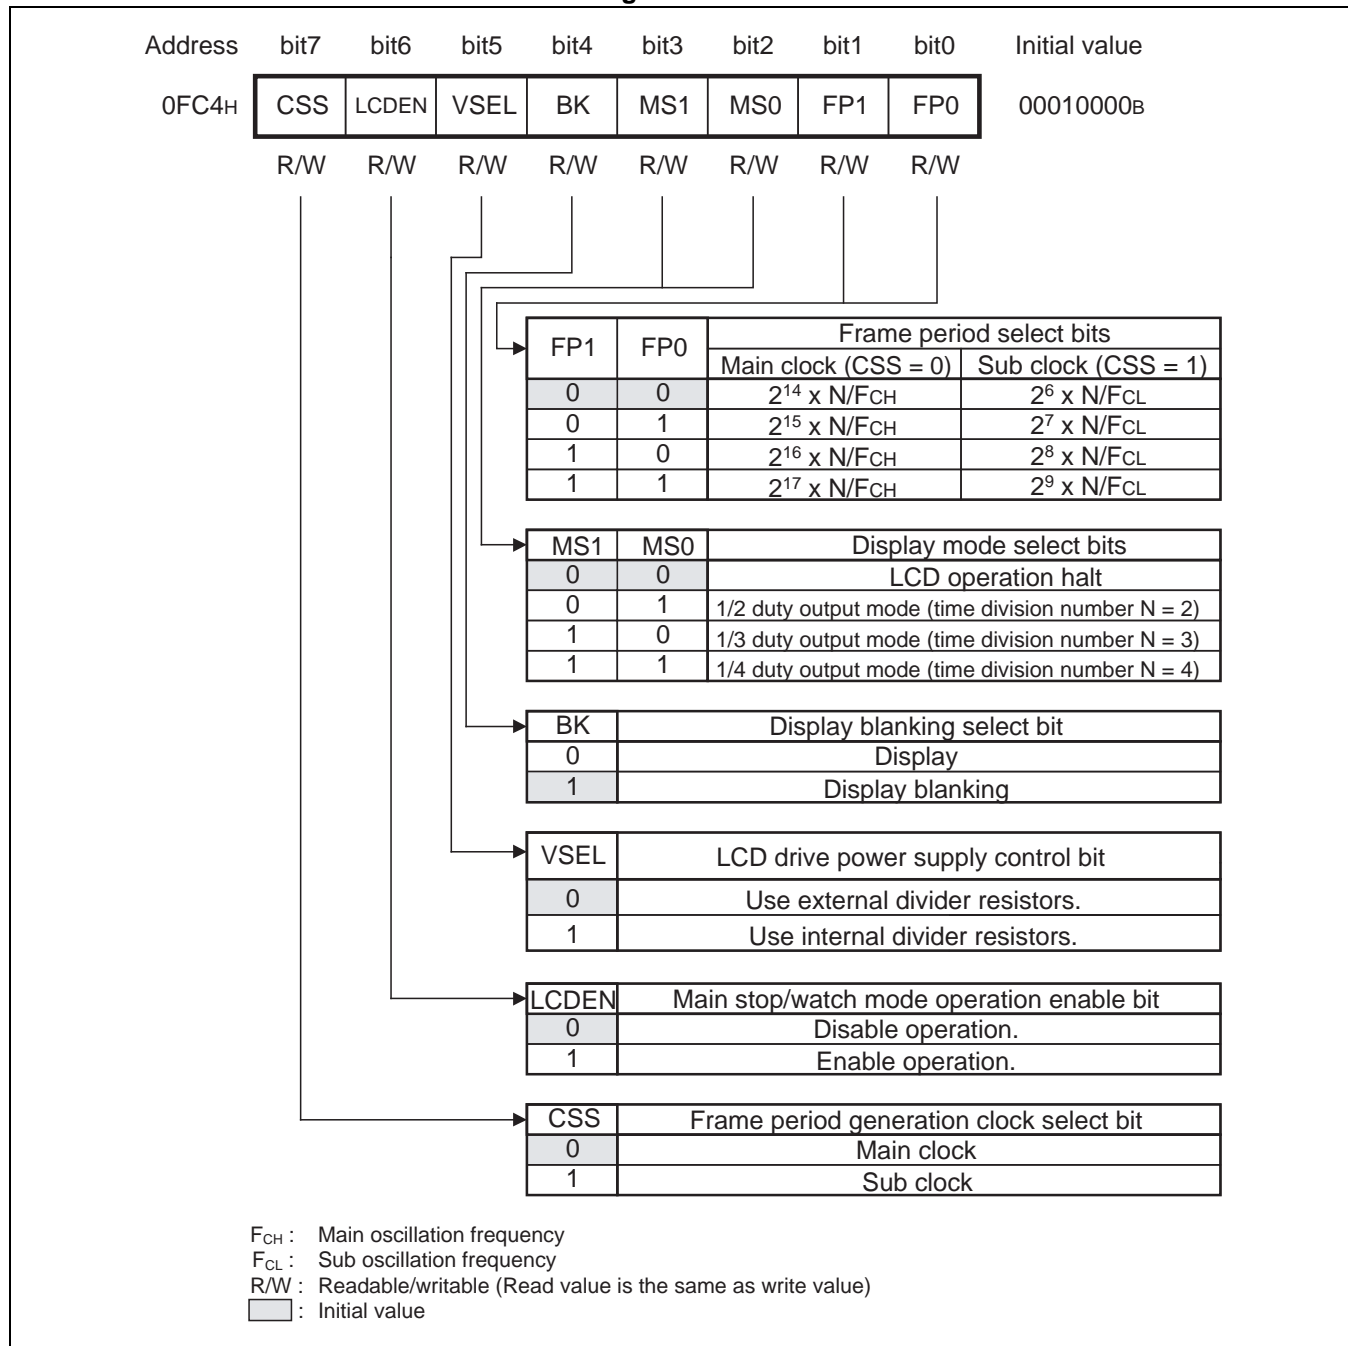 Address bit7 bit6 bit5 bit4 bit3 bit2 bit1 bit0 Initial value
0FC4H CSS LCDEN VSEL BK MS1 MS0 FP1 FP0 00010000B
R/W R/W R/W R/W R/W R/W R/W R/W
FP1 FP0 Frame period select bits
Main clock (CSS = 0) Sub clock (CSS = 1)
0 0 2¹⁴ x N/FCH 2⁶ x N/FCL
0 1 2¹⁵ x N/FCH 2⁷ x N/FCL
1 0 2¹⁶ x N/FCH 2⁸ x N/FCL
1 1 2¹⁷ x N/FCH 2⁹ x N/FCL
MS1 MS0 Display mode select bits
0 0 LCD operation halt
0 1 1/2 duty output mode (time division number N = 2)
1 0 1/3 duty output mode (time division number N = 3)
1 1 1/4 duty output mode (time division number N = 4)
BK Display blanking select bit
0 Display
1 Display blanking
VSEL LCD drive power supply control bit
0 Use external divider resistors.
1 Use internal divider resistors.
LCDEN Main stop/watch mode operation enable bit
0 Disable operation.
1 Enable operation.
CSS Frame period generation clock select bit
0 Main clock
1 Sub clock
FCH : Main oscillation frequency
FCL : Sub oscillation frequency
R/W : Readable/writable (Read value is the same as write value)
: Initial value